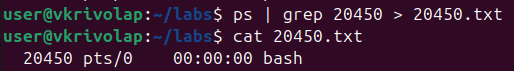 user@vkrivolap:~/labs$ ps | grep 20450 > 20450.txt
user@vkrivolap:~/labs$ cat 20450.txt
  20450 pts/0    00:00:00 bash